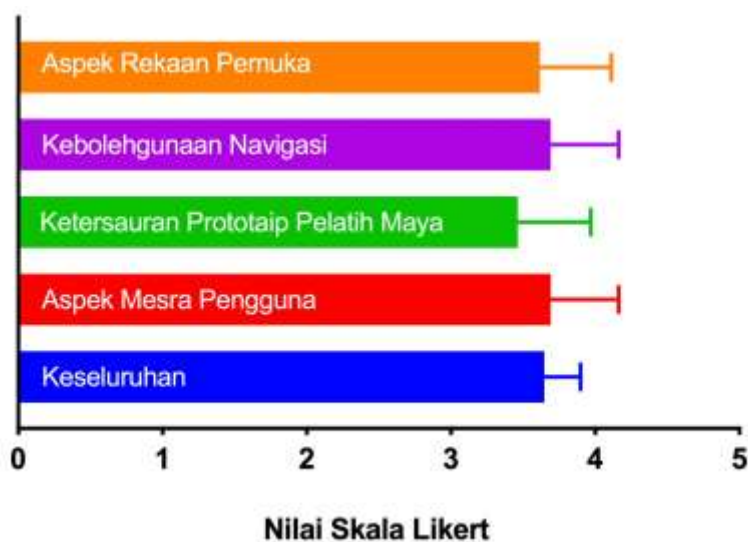 Aspek Rekaan Pemuka
Kebolehgunaan Navigasi
Ketersauran Prototaip Pelatih Maya
Aspek Mesra Pengguna
Keseluruhan
0 1 2 3 4 5
Nilai Skala Likert